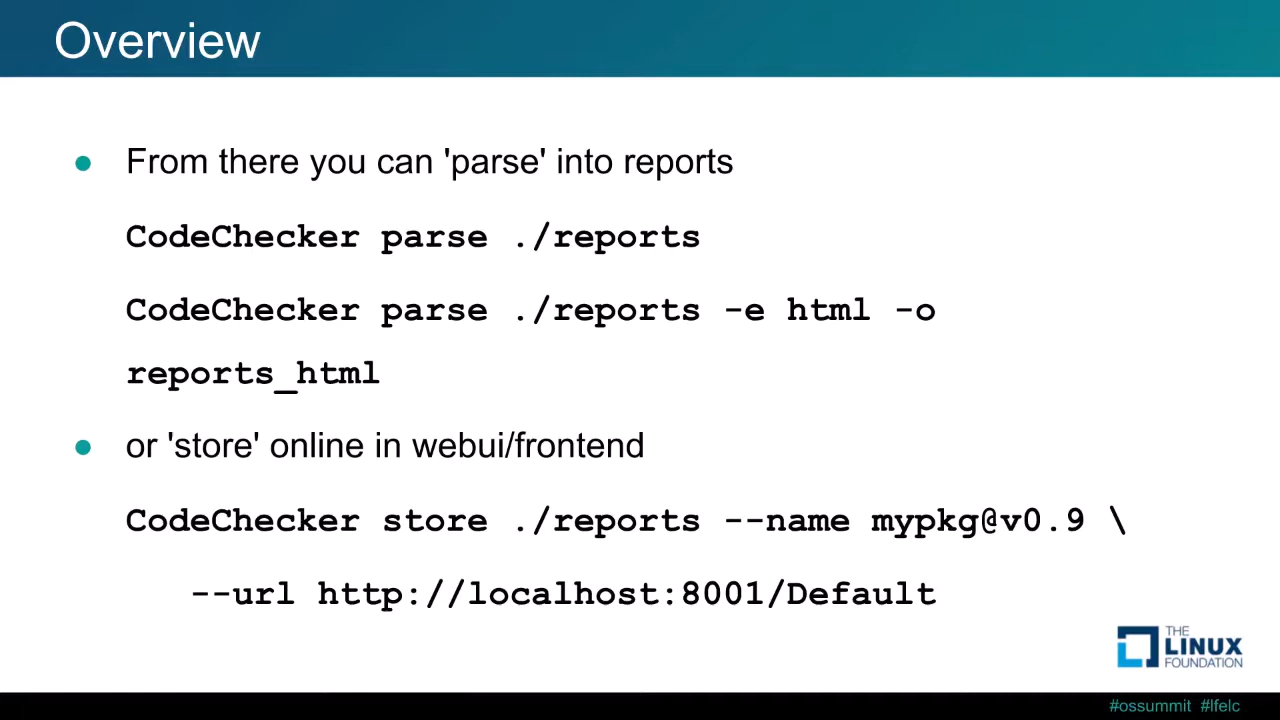 Overview
From there you can 'parse' into reports
CodeChecker parse ./reports
CodeChecker parse ./reports -e html -o
reports_html
or 'store' online in webui/frontend
CodeChecker store ./reports --name mypkg@v0.9 \
--url http://localhost:8001/Default
THE
LINUX
FOUNDATION
#ossummit #lfelc